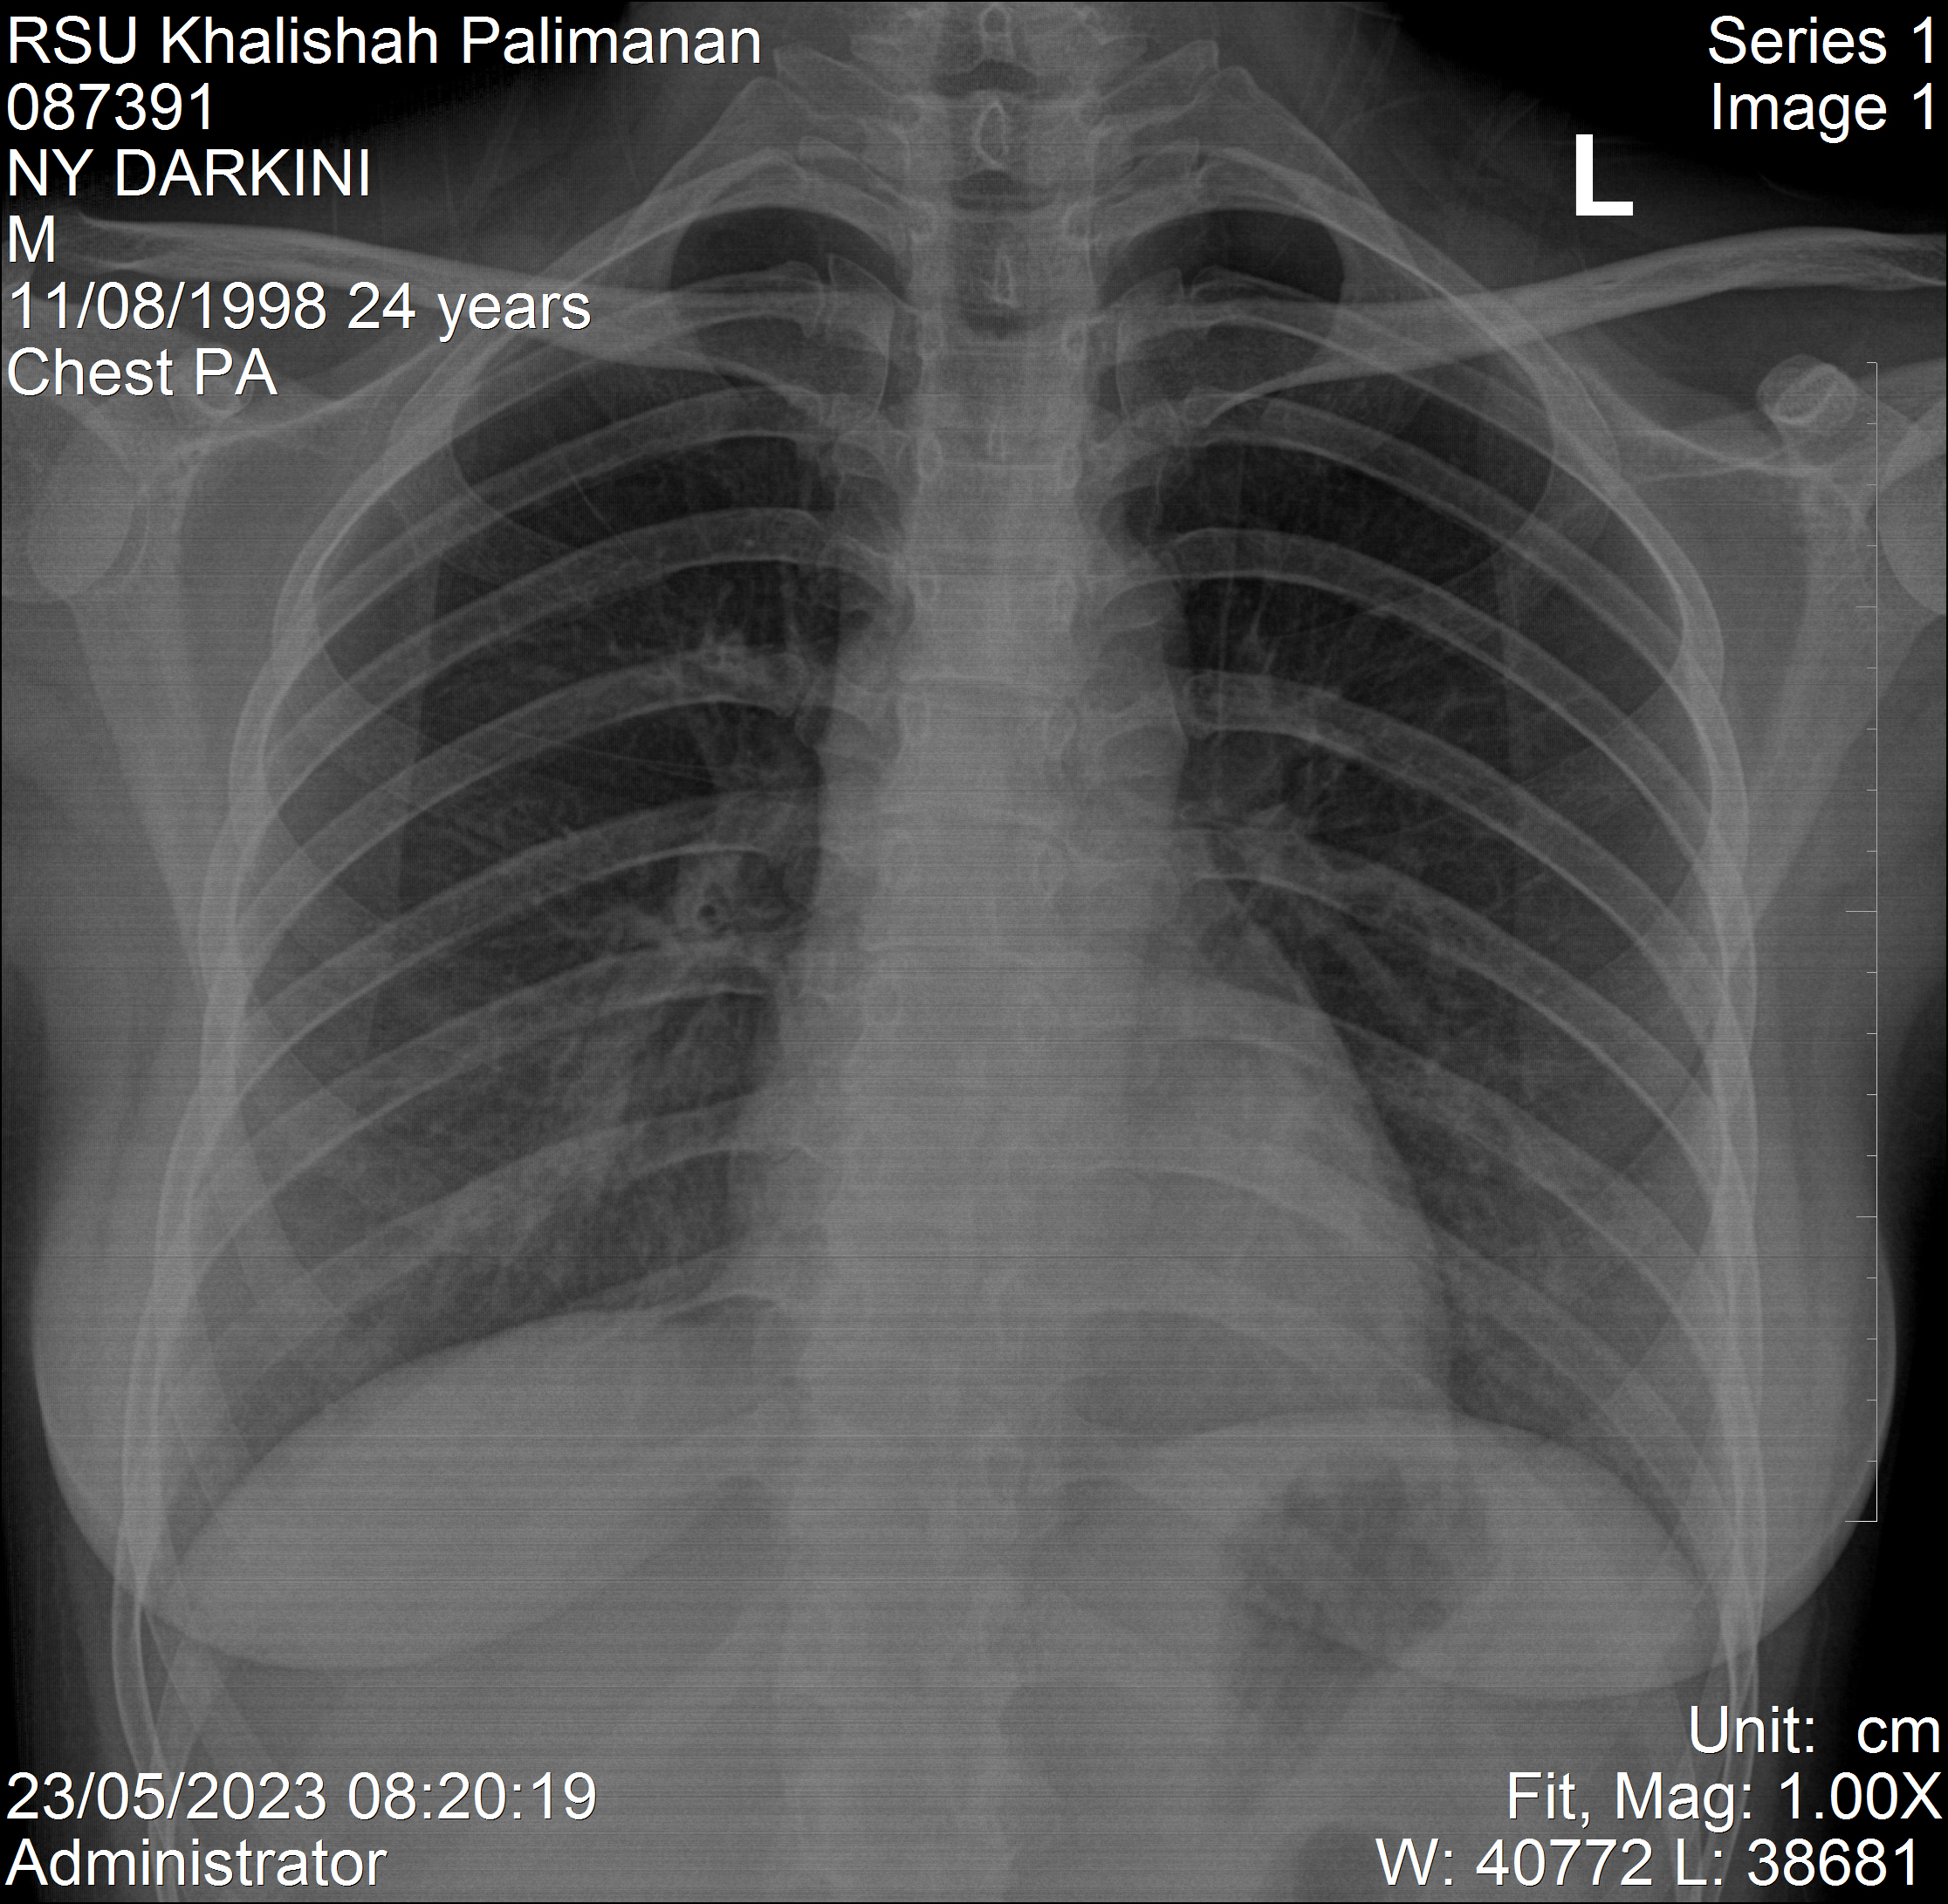 RSU Khalishah Palimanan
087391
NY DARKINI
M
11/08/1998 24 years
Chest PA
Series 1
Image 1
L
23/05/2023 08:20:19
Administrator
Unit: cm
Fit, Mag: 1.00X
W: 40772 L: 38681